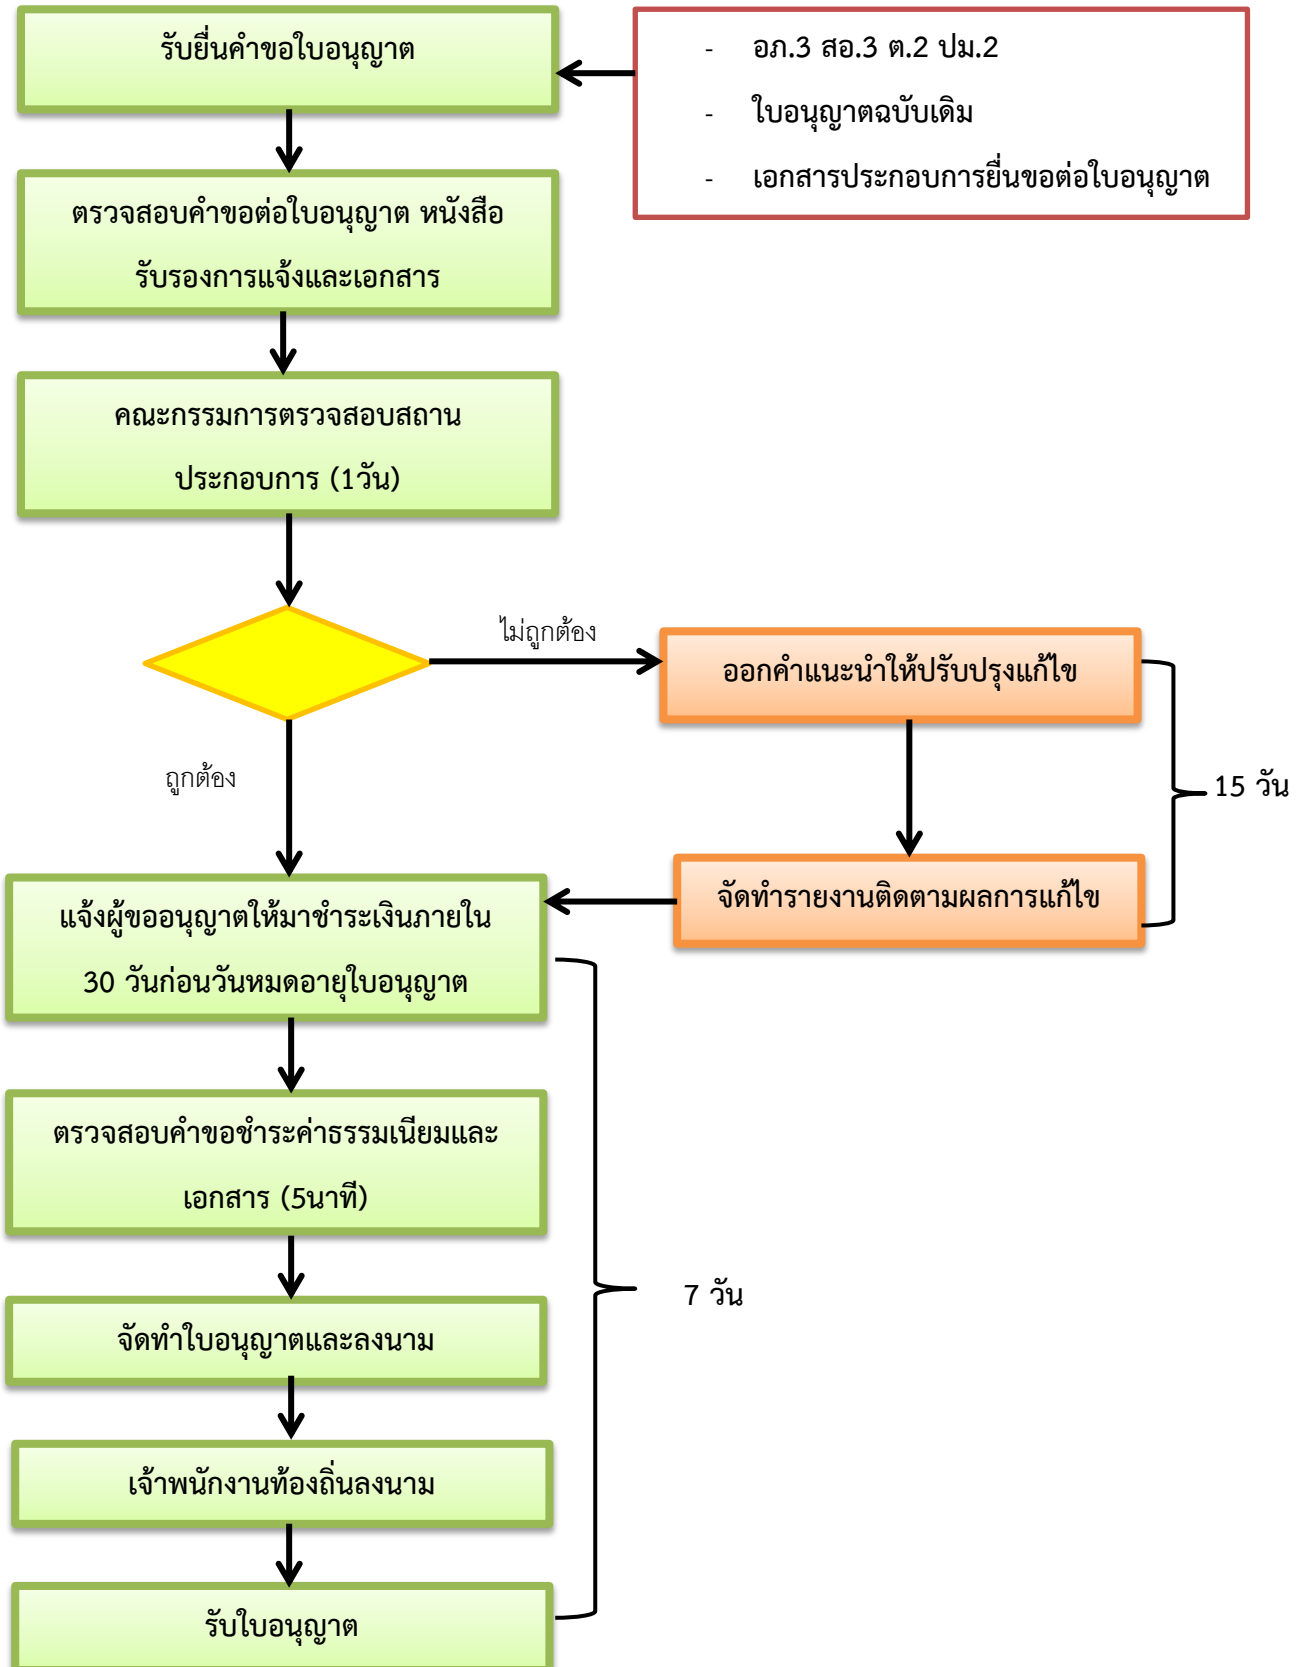 รับยื่นคำขอใบอนุญาต
- อภ.3 สอ.3 ต.2 ปม.2
- ใบอนุญาตฉบับเดิม
- เอกสารประกอบการยื่นขอต่อใบอนุญาต
ตรวจสอบคำขอต่อใบอนุญาต หนังสือ
รับรองการแจ้งและเอกสาร
คณะกรรมการตรวจสอบสถาน
ประกอบการ (1วัน)
ไม่ถูกต้อง
ออกคำแนะนำให้ปรับปรุงแก้ไข
ถูกต้อง
15 วัน
จัดทำรายงานติดตามผลการแก้ไข
แจ้งผู้ขออนุญาตให้มาชำระเงินภายใน
30 วันก่อนวันหมดอายุใบอนุญาต
ตรวจสอบคำขอชำระค่าธรรมเนียมและ
เอกสาร (5นาที)
7 วัน
จัดทำใบอนุญาตและลงนาม
เจ้าพนักงานท้องถิ่นลงนาม
รับใบอนุญาต